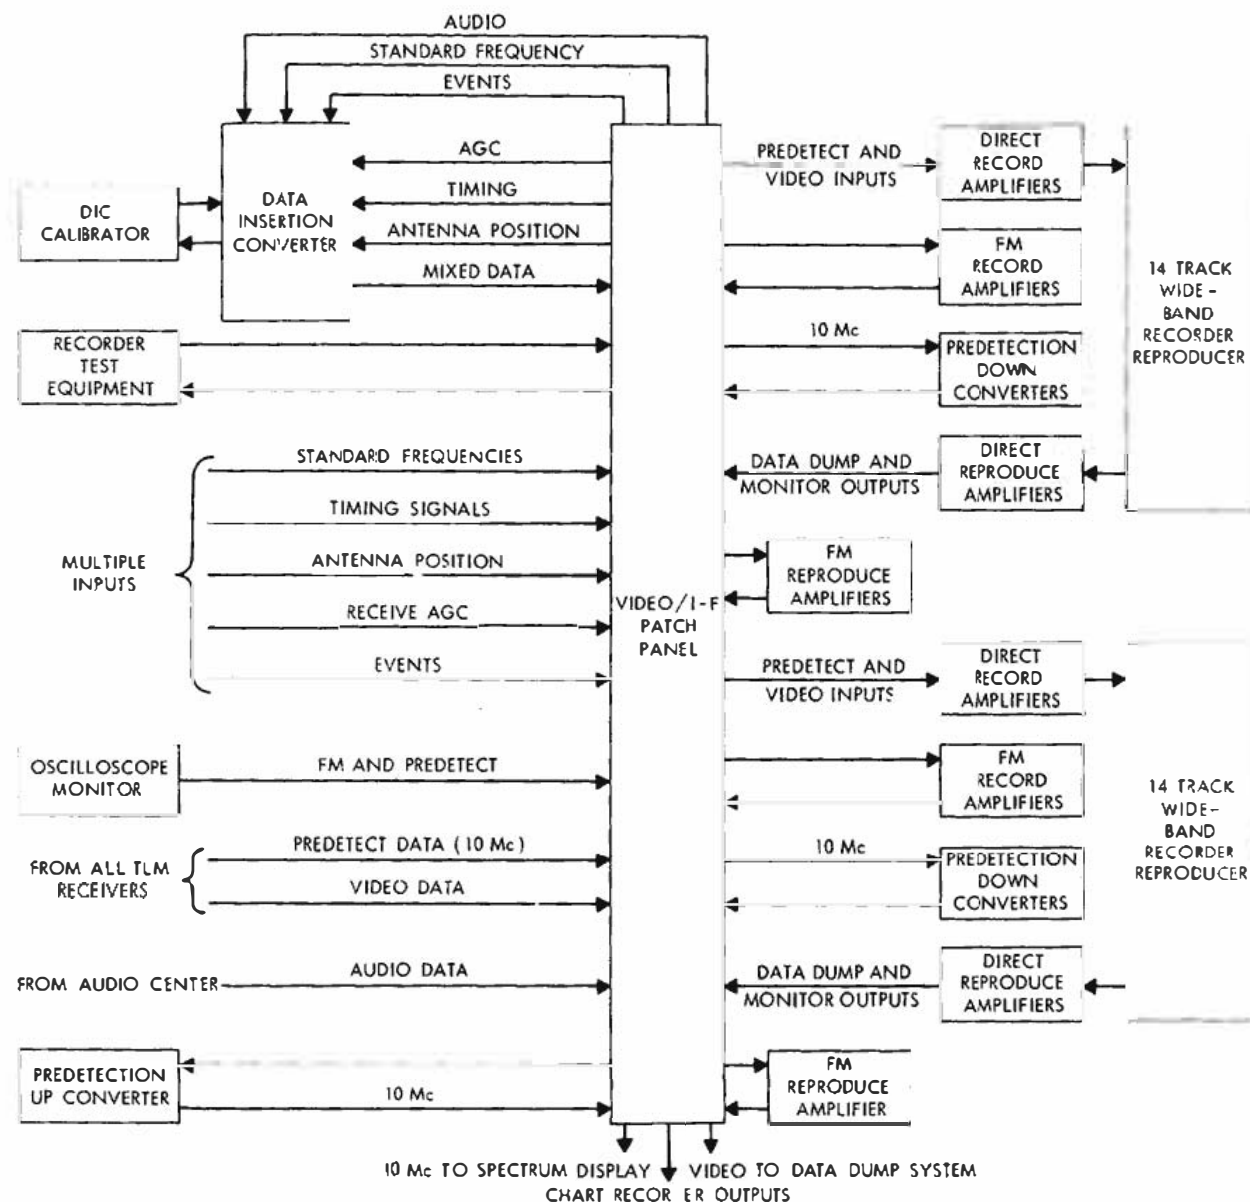 AUDIO
STANDARD FREQUENCY
EVENTS
AGC
TIMING
ANTENNA POSITION
MIXED DATA
DIC
CALIBRATOR
DATA
INSERTION
CONVERTER
RECORDER
TEST
EQUIPMENT
MULTIPLE
INPUTS
STANDARD FREQUENCIES
TIMING SIGNALS
ANTENNA POSITION
RECEIVE AGC
EVENTS
OSCILLOSCOPE
MONITOR
FM AND PREDETECT
FROM ALL TLM
RECEIVERS
PREDETECT DATA (10 Mc)
VIDEO DATA
FROM AUDIO CENTER
AUDIO DATA
PREDETECTION
UP CONVERTER
10 Mc
VIDEO/I-F
PATCH
PANEL
PREDETECT AND
VIDEO INPUTS
DIRECT
RECORD
AMPLIFIERS
FM
RECORD
AMPLIFIERS
10 Mc
PREDETECTION
DOWN
CONVERTERS
DATA DUMP AND
MONITOR OUTPUTS
DIRECT
REPRODUCE
AMPLIFIERS
14 TRACK
WIDE-
BAND
RECORDER
REPRODUCER
FM
REPRODUCE
AMPLIFIERS
PREDETECT AND
VIDEO INPUTS
DIRECT
RECORD
AMPLIFIERS
FM
RECORD
AMPLIFIERS
10 Mc
PREDETECTION
DOWN
CONVERTERS
DATA DUMP AND
MONITOR OUTPUTS
DIRECT
REPRODUCE
AMPLIFIERS
14 TRACK
WIDE-
BAND
RECORDER
REPRODUCER
FM
REPRODUCE
AMPLIFIER
10 Mc TO SPECTRUM DISPLAY
VIDEO TO DATA DUMP SYSTEM
CHART RECOR ER OUTPUTS